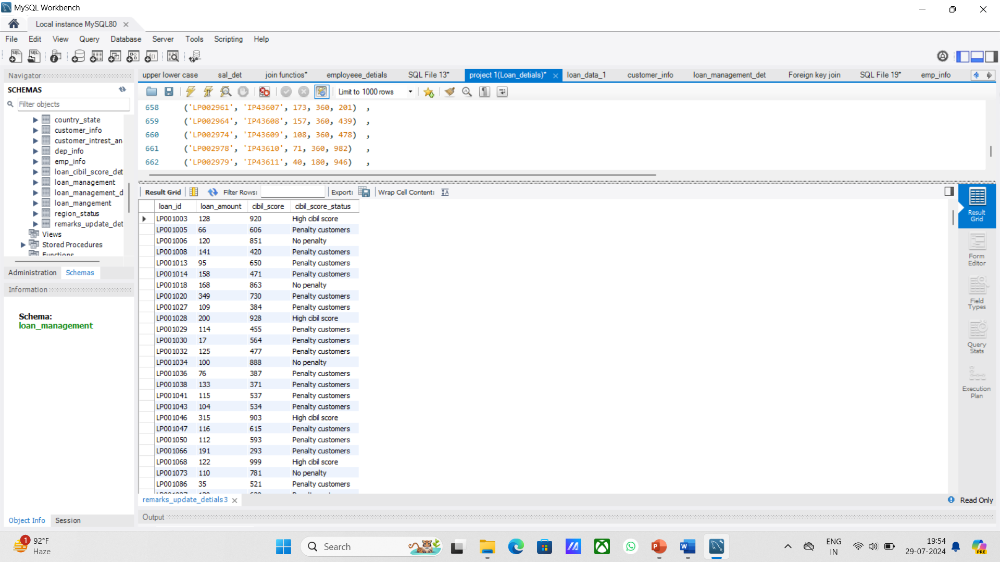 MySQL Workbench
Local instance MySQL80
File Edit View Query Database Server Tools Scripting Help
Navigator
SCHEMAS
Filter objects
country_state
customer_info
customer_intrest_an
dep_info
emp_info
loan_cibil_score_det
loan_management
loan_management_d
loan_mangement
region_status
remarks_update_det
Views
Stored Procedures
Functions
Administration Schemas
Information
Schema:
loan_management
Object Info Session
upper lower case sal_det join functios* employeee_detials SQL File 13* project 1(Loan_detials)* loan_data_1 customer_info loan_management_det Foreign key join SQL File 19* emp_info
Limit to 1000 rows
658 ('LP002961', 'IP43607', 173, 360, 201) ,
659 ('LP002964', 'IP43608', 157, 360, 439) ,
660 ('LP002974', 'IP43609', 108, 360, 478) ,
661 ('LP002978', 'IP43610', 71, 360, 982) ,
662 ('LP002979', 'IP43611', 40, 180, 946) ,
Result Grid Filter Rows: Export: Wrap Cell Content:
loan_id loan_amount cibil_score cibil_score_status
LP001003 128 920 High cibil score
LP001005 66 606 Penalty customers
LP001006 120 851 No penalty
LP001008 141 420 Penalty customers
LP001013 95 650 Penalty customers
LP001014 158 471 Penalty customers
LP001018 168 863 No penalty
LP001020 349 730 Penalty customers
LP001027 109 384 Penalty customers
LP001028 200 928 High cibil score
LP001029 114 455 Penalty customers
LP001030 17 564 Penalty customers
LP001032 125 477 Penalty customers
LP001034 100 888 No penalty
LP001036 76 387 Penalty customers
LP001038 133 371 Penalty customers
LP001041 115 537 Penalty customers
LP001043 104 534 Penalty customers
LP001046 315 903 High cibil score
LP001047 116 615 Penalty customers
LP001050 112 593 Penalty customers
LP001066 191 293 Penalty customers
LP001068 122 999 High cibil score
LP001073 110 781 No penalty
LP001086 35 521 Penalty customers
Result
Grid
Form
Editor
Field
Types
Query
Stats
Execution
Plan
remarks_update_detials3
Read Only
Output
1
92°F
Haze
Search
ENG
IN
19:54
29-07-2024
PRE